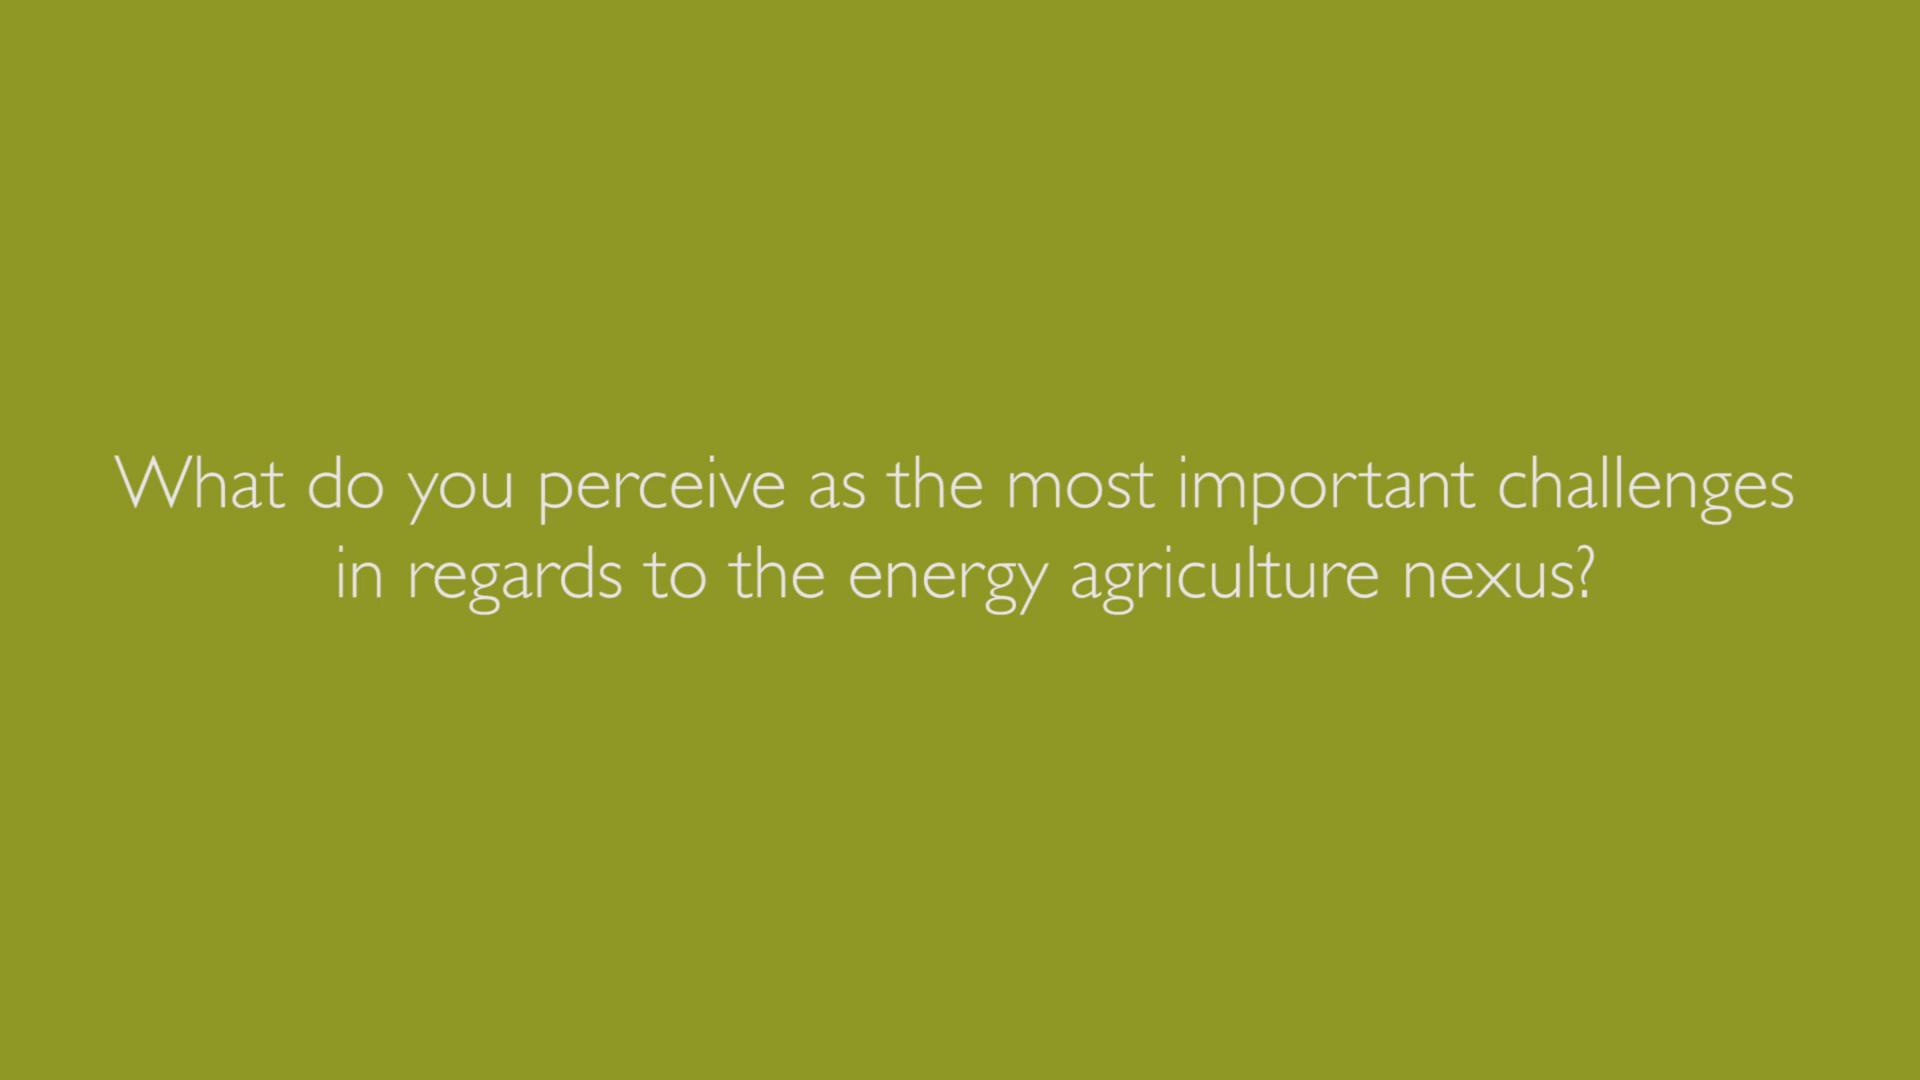 What do you perceive as the most important challenges
in regards to the energy agriculture nexus?